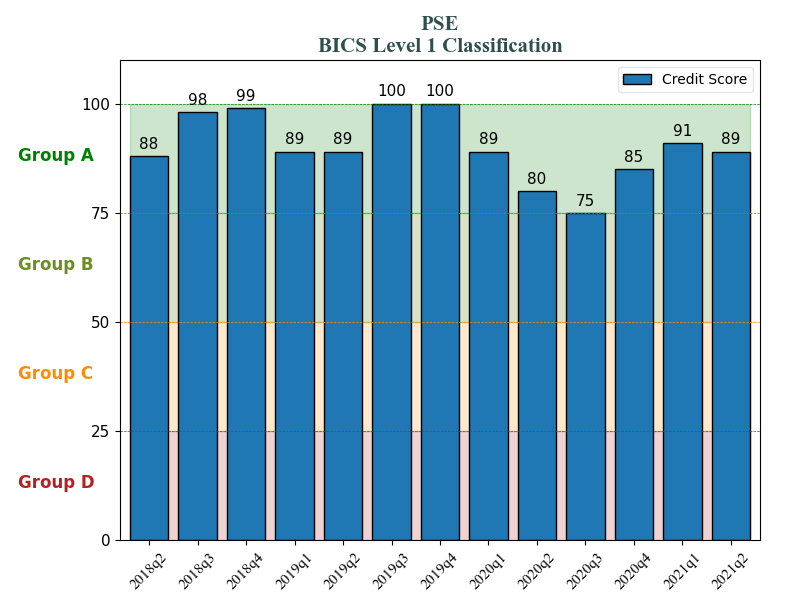 PSE
BICS Level 1 Classification
Credit Score
100
75
50
25
0
Group A
Group B
Group C
Group D
88
98
99
89
89
100
100
89
80
75
85
91
89
2018q2
2018q3
2018q4
2019q1
2019q2
2019q3
2019q4
2020q1
2020q2
2020q3
2020q4
2021q1
2021q2